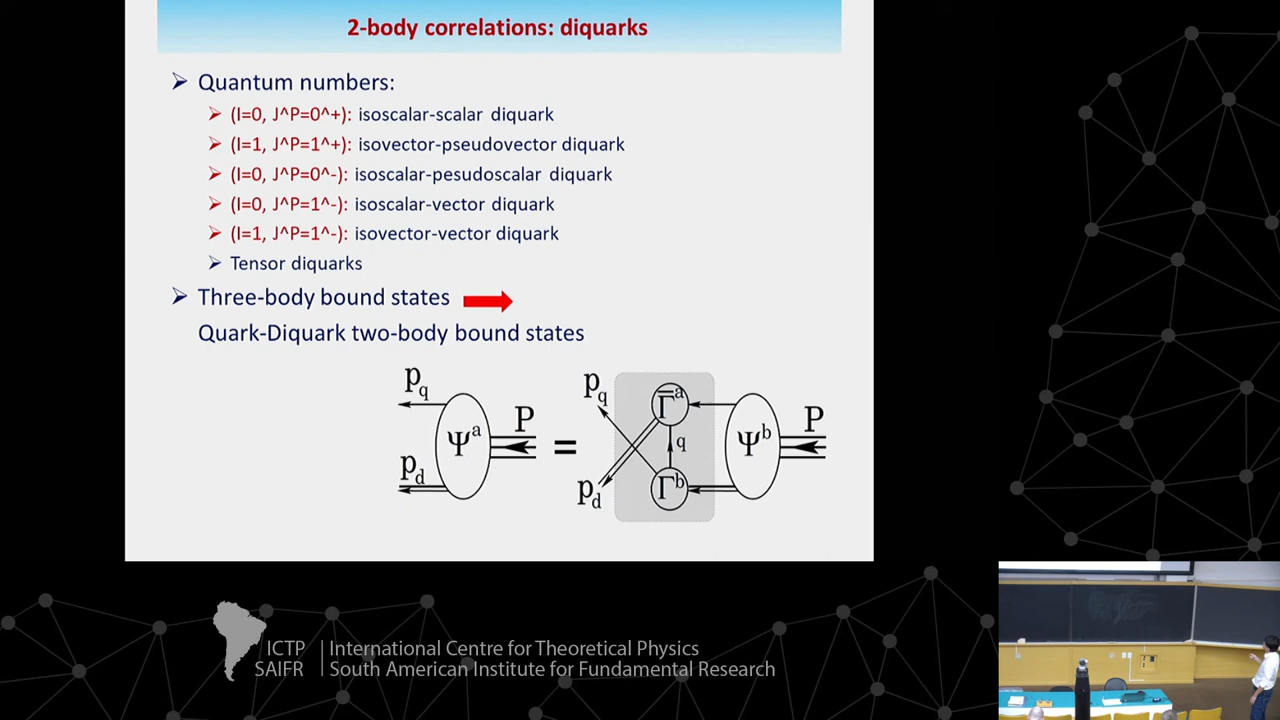 2-body correlations: diquarks
Quantum numbers:
(I=0, J^P=0^+): isoscalar-scalar diquark
(I=1, J^P=1^+): isovector-pseudovector diquark
(I=0, J^P=0^-): isoscalar-pesudoscalar diquark
(I=0, J^P=1^-): isoscalar-vector diquark
(I=1, J^P=1^-): isovector-vector diquark
Tensor diquarks
Three-body bound states
Quark-Diquark two-body bound states
p_q
p_d
Ψ^a
P
=
p_q
p_d
Γ̅^a
q
Γ^b
Ψ^b
P
ICTP
SAIFR
International Centre for Theoretical Physics
South American Institute for Fundamental Research